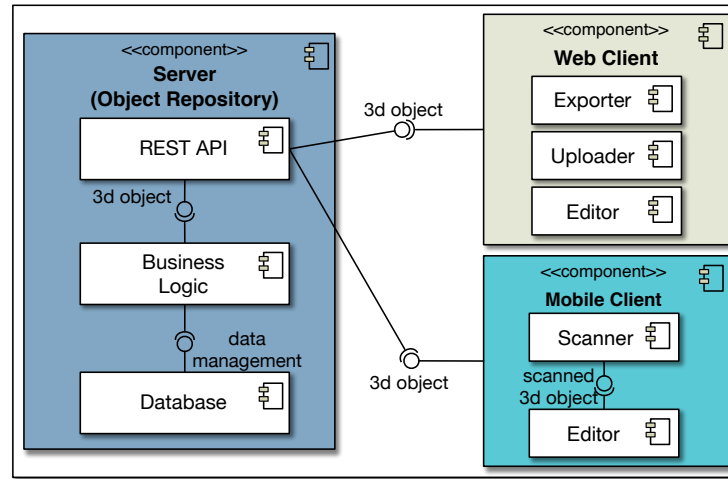 <<component>>
Server
(Object Repository)
REST API
3d object
Business
Logic
data
management
Database
3d object
3d object
<<component>>
Web Client
Exporter
Uploader
Editor
<<component>>
Mobile Client
Scanner
scanned
3d object
Editor